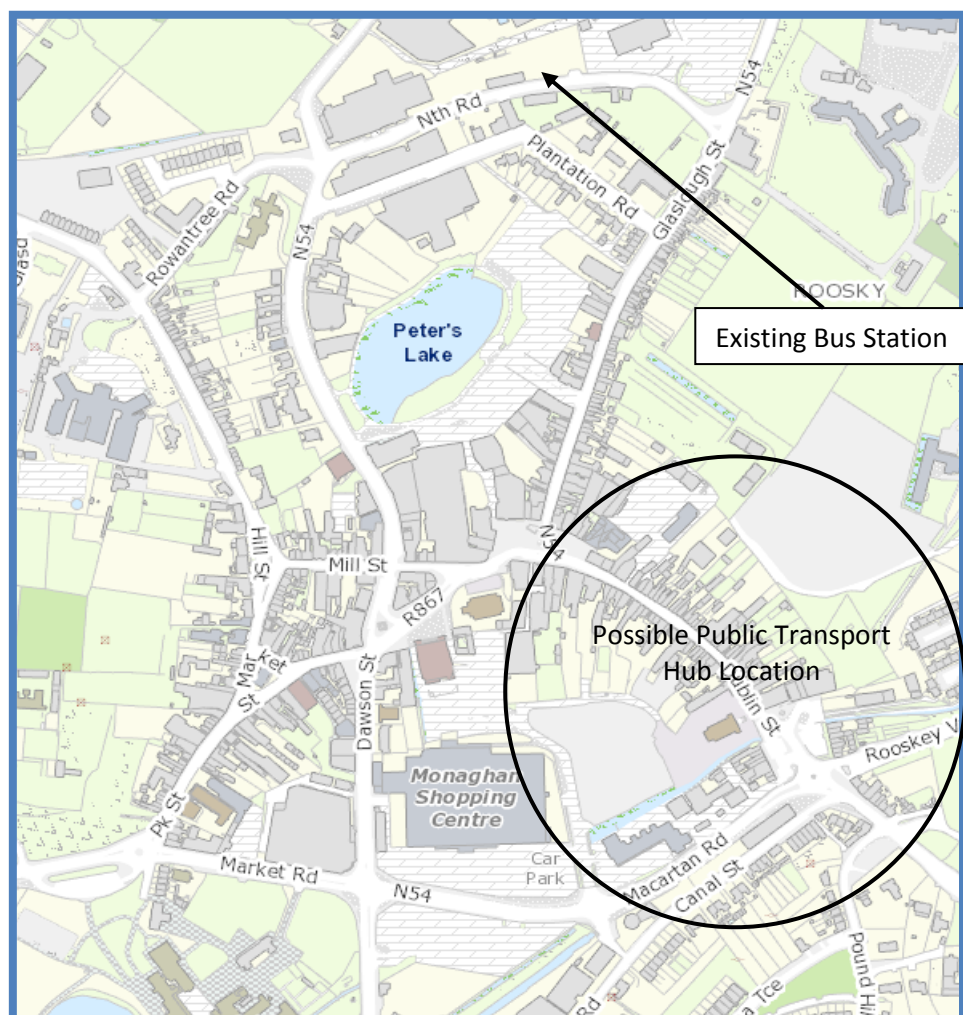 N54
Nth Rd
Plantation Rd
Glaslough St
Rowantree Rd
N54
ROOSKY
Existing Bus Station
Peter's
Lake
Hill St
Mill St
N54
R867
Possible Public Transport
Hub Location
Dawson St
Rooskey V
Monaghan
Shopping
Centre
Car
Park
Macartan Rd
Canal St
Pk St
Market Rd
N54
Pound Hi
Rd
Tce